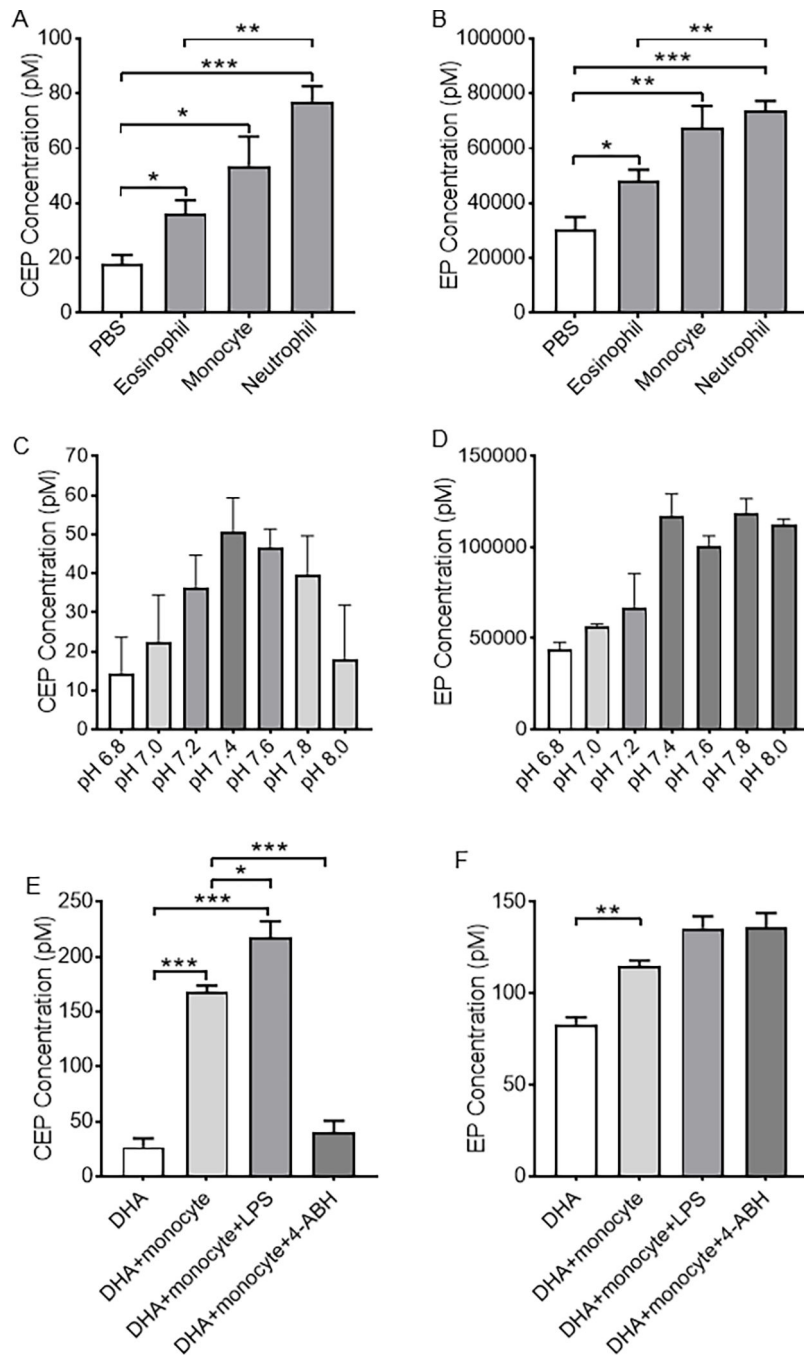 A
CEP Concentration (pM)
100
80
60
40
20
0
**
***
*
*
PBS
Eosinophil
Monocyte
Neutrophil
B
EP Concentration (pM)
100000
80000
60000
40000
20000
0
**
***
**
*
PBS
Eosinophil
Monocyte
Neutrophil
C
CEP Concentration (pM)
70
60
50
40
30
20
10
0
pH 6.8
pH 7.0
pH 7.2
pH 7.4
pH 7.6
pH 7.8
pH 8.0
D
EP Concentration (pM)
150000
100000
50000
0
pH 6.8
pH 7.0
pH 7.2
pH 7.4
pH 7.6
pH 7.8
pH 8.0
E
CEP Concentration (pM)
250
200
150
100
50
0
***
*
***
***
DHA
DHA+monocyte
DHA+monocyte+LPS
DHA+monocyte+4-ABH
F
EP Concentration (pM)
150
100
50
0
**
DHA
DHA+monocyte
DHA+monocyte+LPS
DHA+monocyte+4-ABH